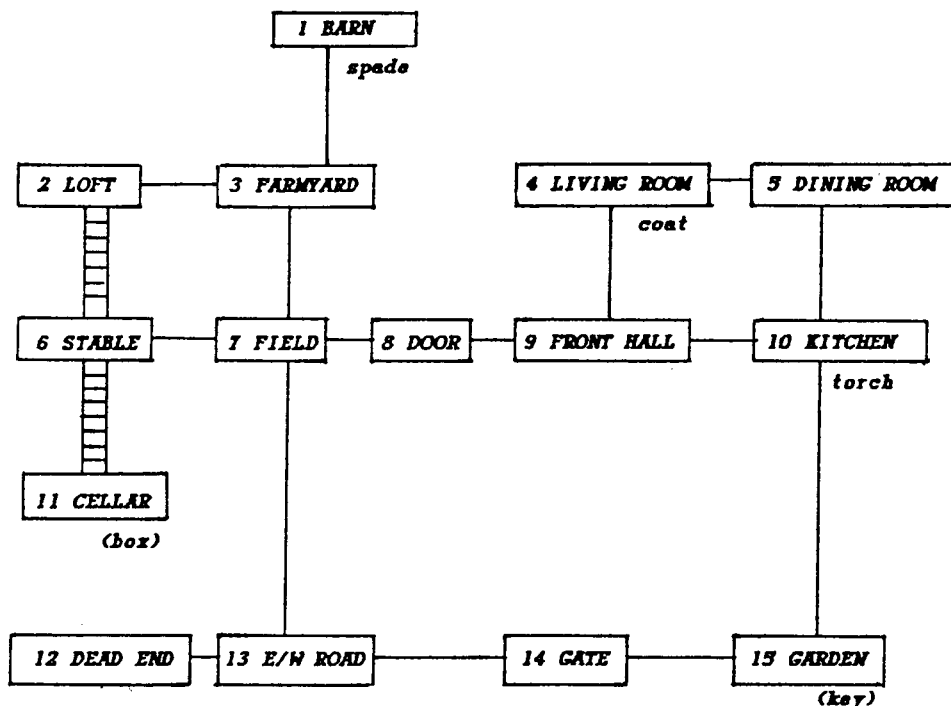 1 BARN
spade
2 LOFT
3 FARMYARD
4 LIVING ROOM
5 DINING ROOM
coat
6 STABLE
7 FIELD
8 DOOR
9 FRONT HALL
10 KITCHEN
torch
11 CELLAR
(box)
12 DEAD END
13 E/W ROAD
14 GATE
15 GARDEN
(key)